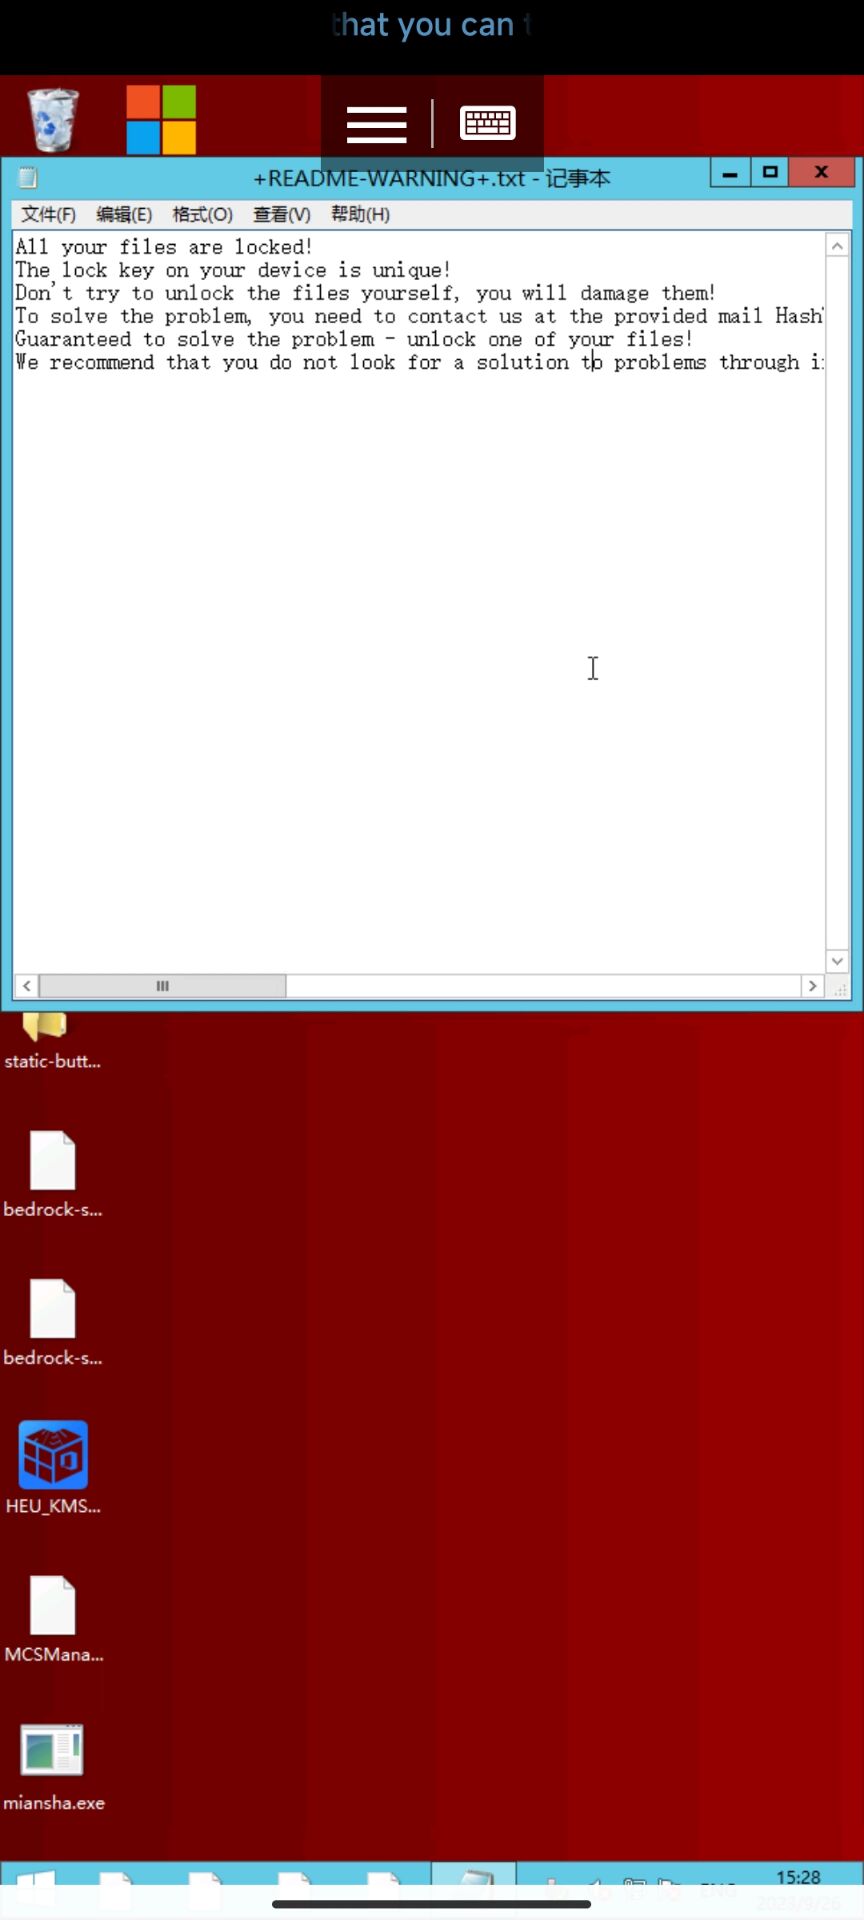 that you can
+README-WARNING+.txt - 记事本
文件(F) 编辑(E) 格式(O) 查看(V) 帮助(H)
All your files are locked!
The lock key on your device is unique!
Don't try to unlock the files yourself, you will damage them!
To solve the problem, you need to contact us at the provided mail Hash
Guaranteed to solve the problem - unlock one of your files!
We recommend that you do not look for a solution to problems through
static-butt...
bedrock-s...
bedrock-s...
HEU_KMS...
MCSMana...
miansha.exe
ENG
15:28
2023/9/26